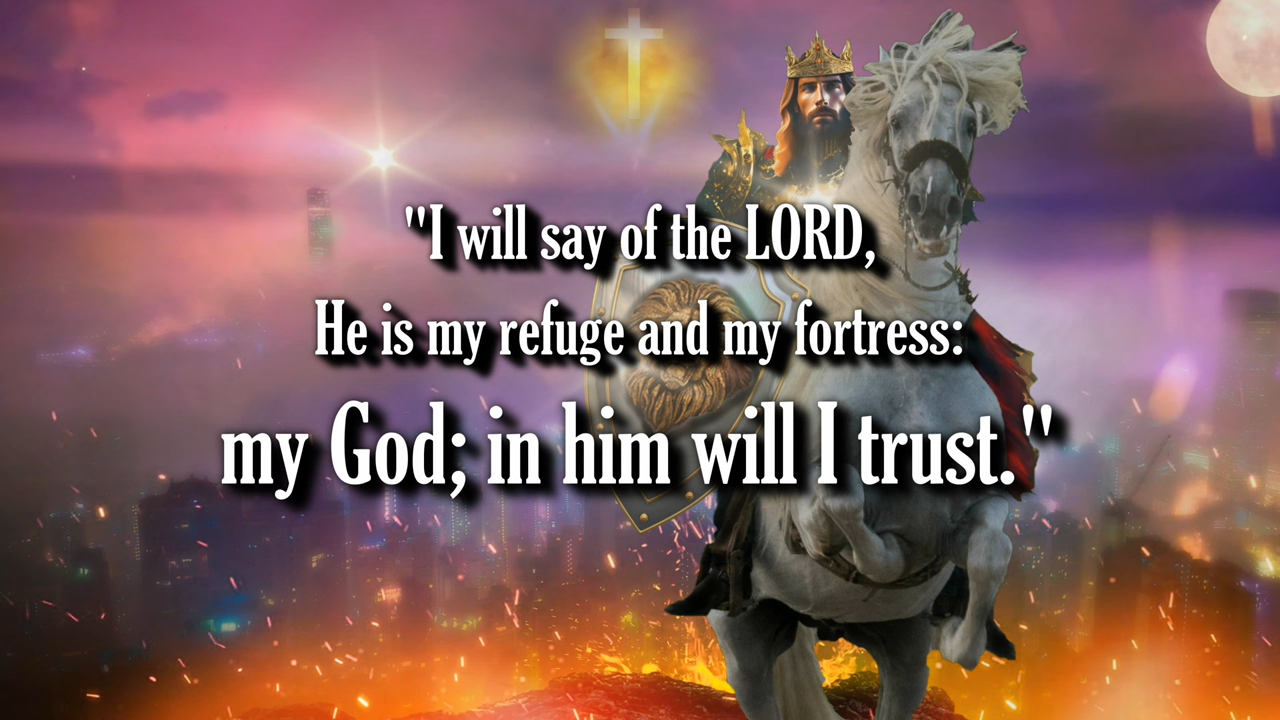 "I will say of the LORD,
He is my refuge and my fortress:
my God; in him will I trust."